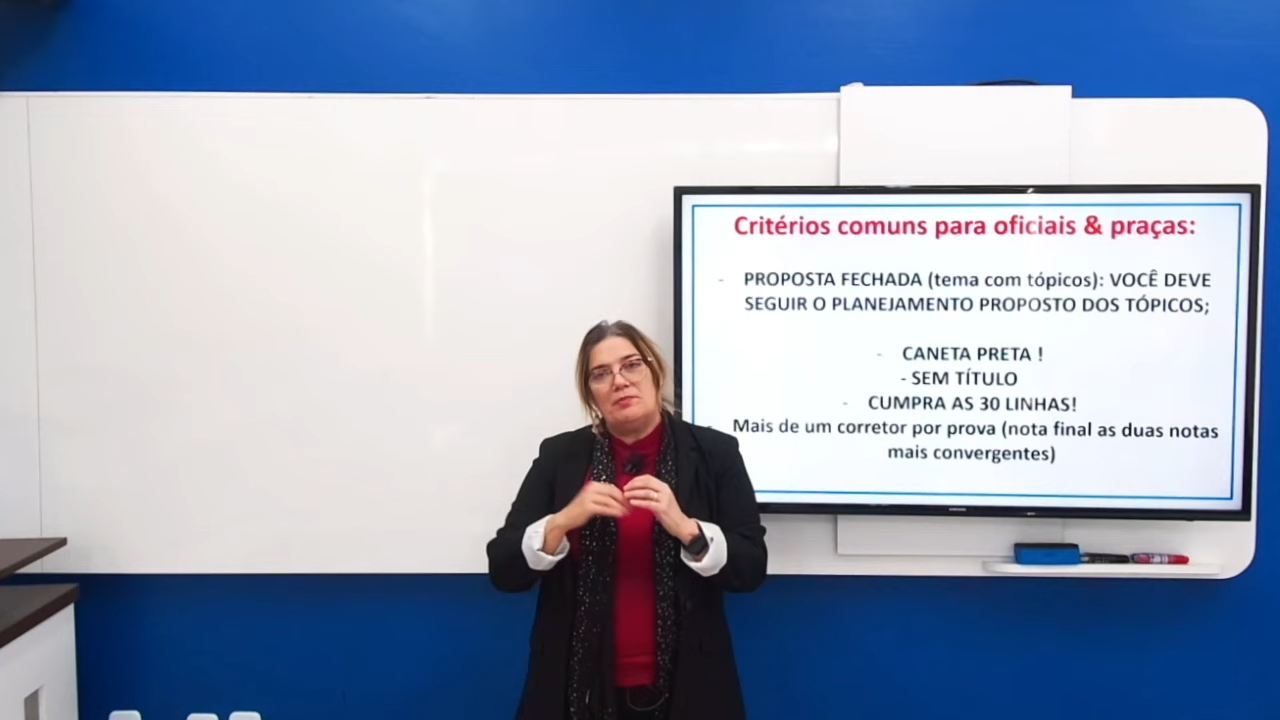 Critérios comuns para oficiais & praças:
- PROPOSTA FECHADA (tema com tópicos): VOCÊ DEVE
SEGUIR O PLANEJAMENTO PROPOSTO DOS TÓPICOS;
- CANETA PRETA !
- SEM TÍTULO
- CUMPRA AS 30 LINHAS!
Mais de um corretor por prova (nota final as duas notas
mais convergentes)